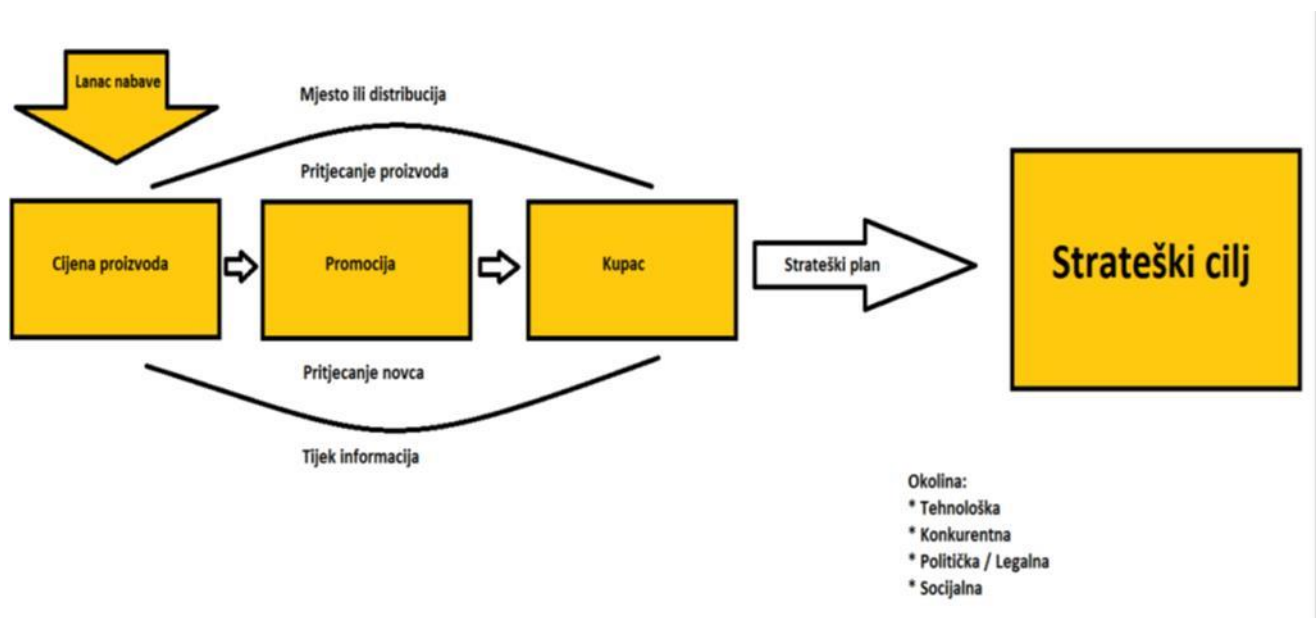 Lanac nabave
Mjesto ili distribucija
Pritjecanje proizvoda
Cijena proizvoda
Promocija
Kupac
Strateški plan
Strateški cilj
Pritjecanje novca
Tijek informacija
Okolina:
* Tehnološka
* Konkurentna
* Politička / Legalna
* Socijalna